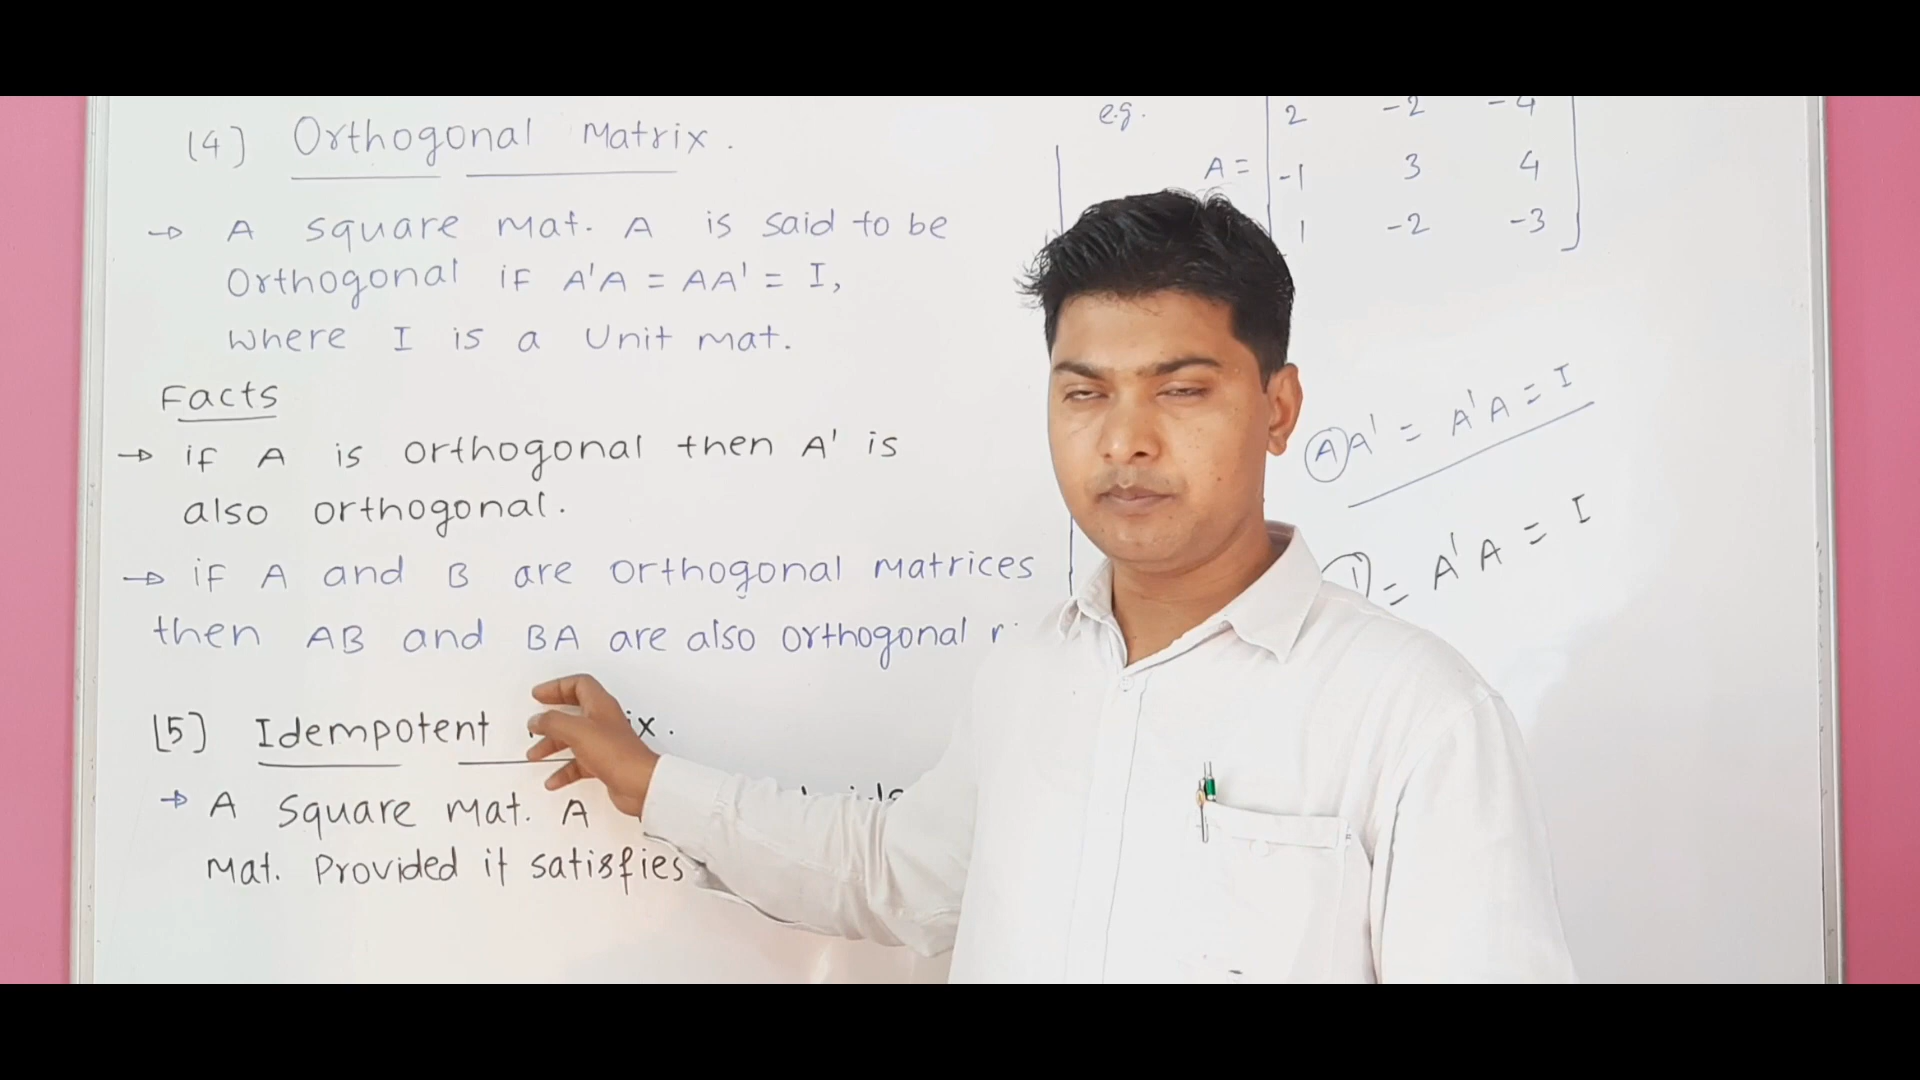 (4) Orthogonal Matrix.
→ A square mat. A is said to be
Orthogonal if A'A = AA' = I,
where I is a Unit mat.
Facts
→ if A is orthogonal then A' is
also orthogonal.
→ if A and B are orthogonal matrices
then AB and BA are also orthogonal
[5] Idempotent
→ A square mat. A
Mat. Provided it satisfies
e.g.
2 -2 -4
A = -1 3 4
1 -2 -3
AA' = A'A = I
= A'A = I